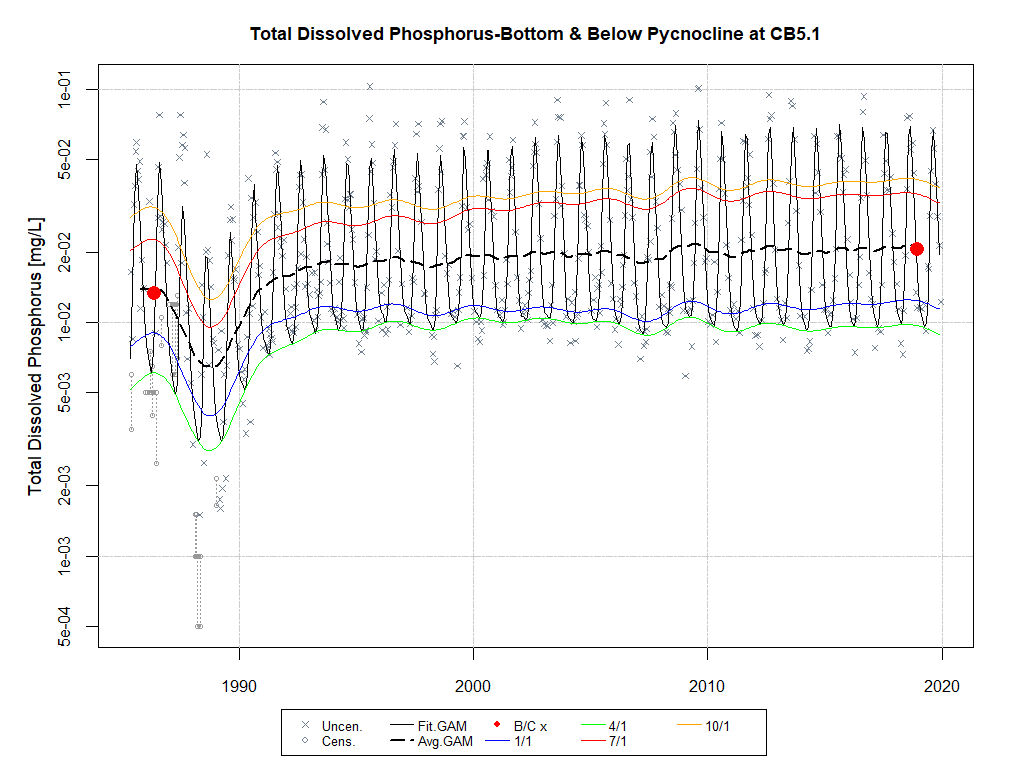 Total Dissolved Phosphorus-Bottom & Below Pycnocline at CB5.1
Total Dissolved Phosphorus [mg/L]
1e-01
5e-02
2e-02
1e-02
5e-03
2e-03
1e-03
5e-04
1990 2000 2010 2020
Uncen. Fit.GAM B/C x 4/1 10/1
Cens. Avg.GAM 1/1 7/1